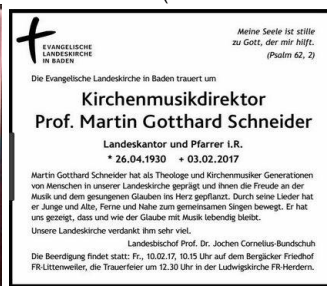 Meine Seele ist stille
zu Gott, der mir hilft.
(Psalm 62, 2)
EVANGELISCHE
LANDESKIRCHE
IN BADEN
Die Evangelische Landeskirche in Baden trauert um
Kirchenmusikdirektor
Prof. Martin Gotthard Schneider
Landeskantor und Pfarrer i.R.
* 26.04.1930 + 03.02.2017
Martin Gotthard Schneider hat als Theologe und Kirchenmusiker Generationen
von Menschen in unserer Landeskirche geprägt und ihnen die Freude an der
Musik und dem gesungenen Glauben ins Herz gepflanzt. Durch seine Lieder hat
er Junge und Alte, Ferne und Nahe zum gemeinsamen Singen bewegt. Er hat
uns gezeigt, dass und wie der Glaube mit Musik lebendig bleibt.
Unsere Landeskirche verdankt ihm sehr viel.
Landesbischof Prof. Dr. Jochen Cornelius-Bundschuh
Die Beerdigung findet statt: Fr., 10.02.17, 10.15 Uhr auf dem Bergäcker Friedhof
FR-Littenweiler, die Trauerfeier um 12.30 Uhr in der Ludwigskirche FR-Herdern.